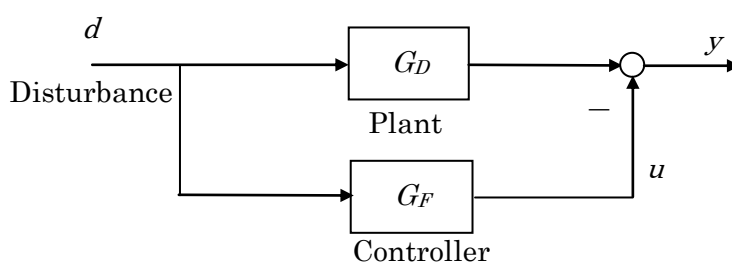 d
G_D
y
Disturbance
Plant
−
u
G_F
Controller